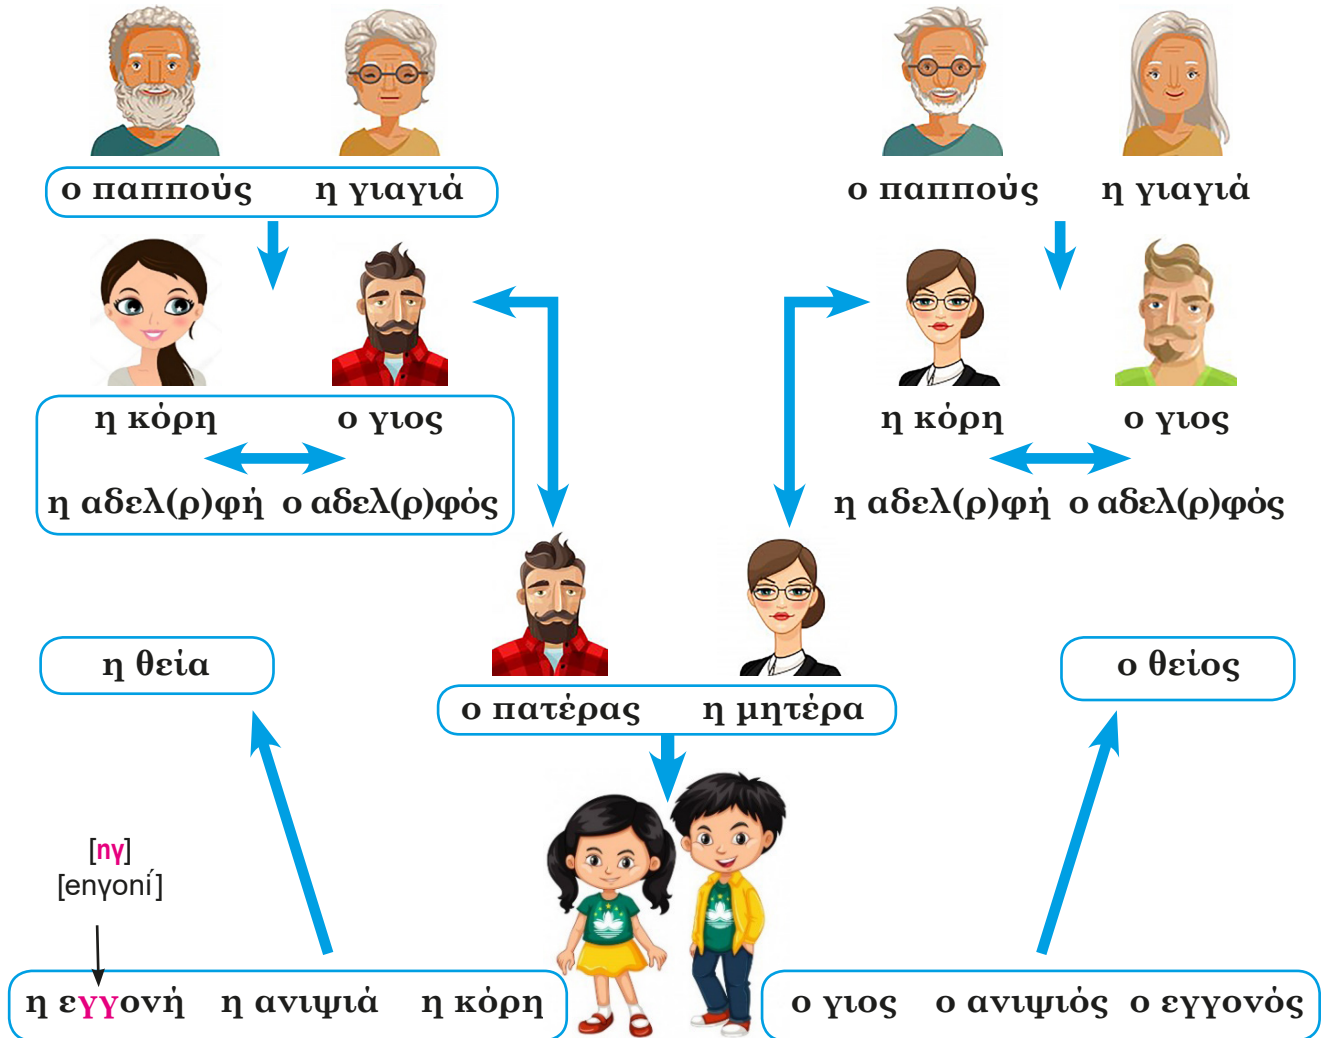 ο παππούς η γιαγιά ο παππούς η γιαγιά
η κόρη ο γιος η κόρη ο γιος
η αδελ(ρ)φή ο αδελ(ρ)φός η αδελ(ρ)φή ο αδελ(ρ)φός
η θεία ο θείος
ο πατέρας η μητέρα
[nγ]
[enγoní]
η εγγονή η ανιψιά η κόρη ο γιος ο ανιψιός ο εγγονός